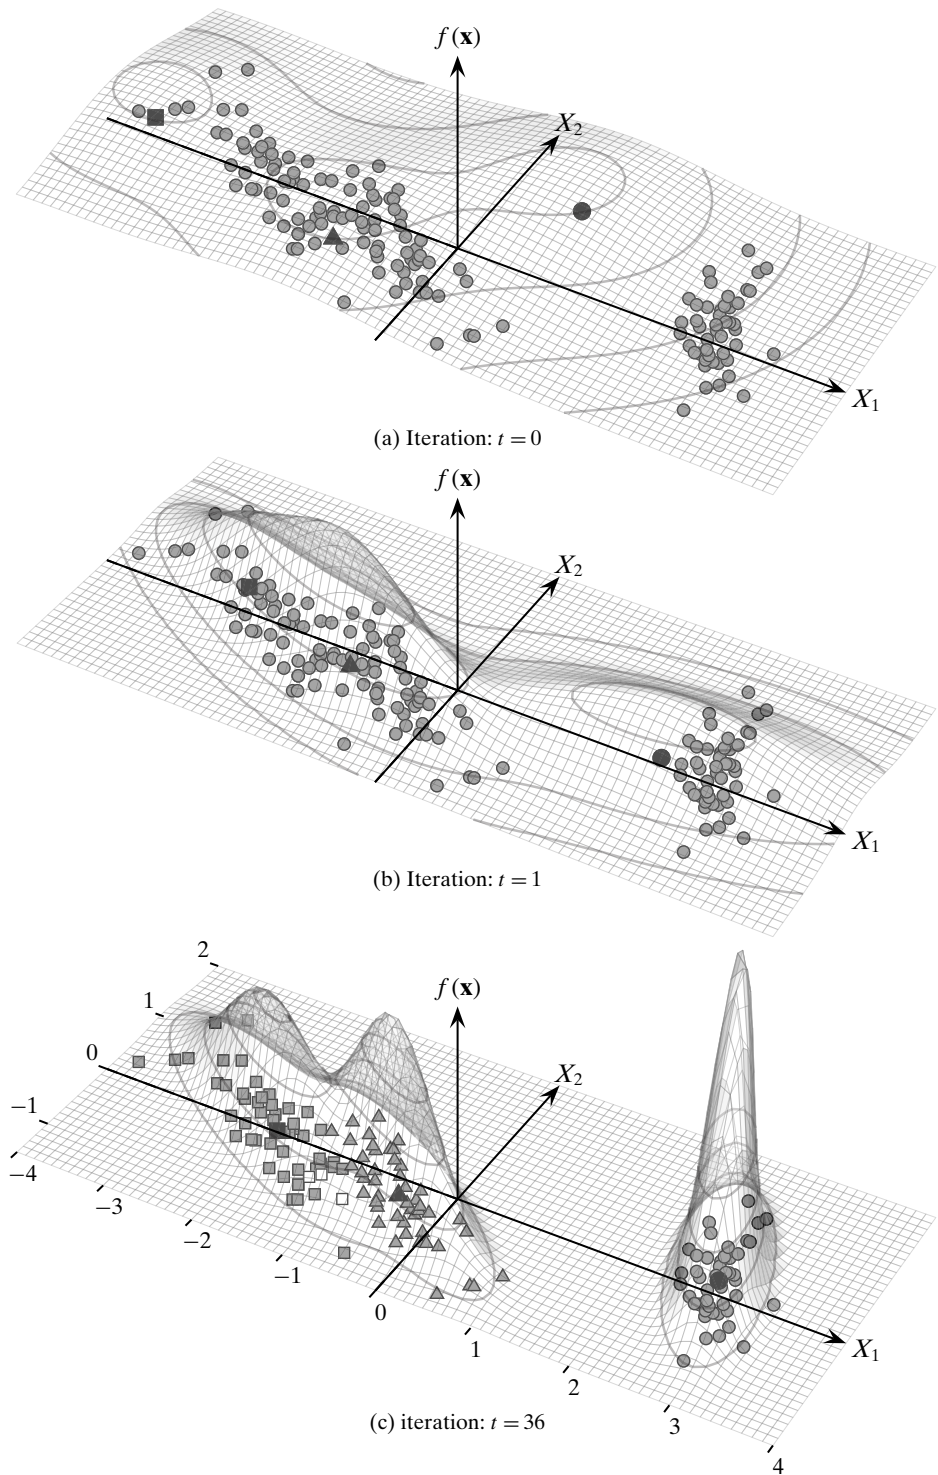 f(x)
X2
X1
(a) Iteration: t = 0
f(x)
X2
X1
(b) Iteration: t = 1
2
f(x)
1
0
X2
−1
−4
−3
−2
−1
0
X1
1
2
3
(c) iteration: t = 36
4